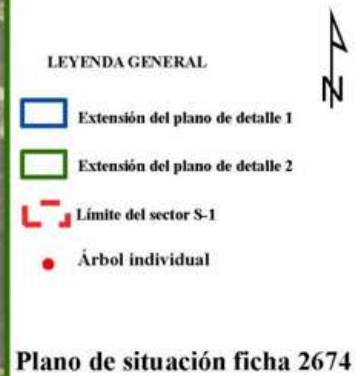 N
LEYENDA GENERAL
Extensión del plano de detalle 1
Extensión del plano de detalle 2
Límite del sector S-1
Árbol individual
Plano de situación ficha 2674